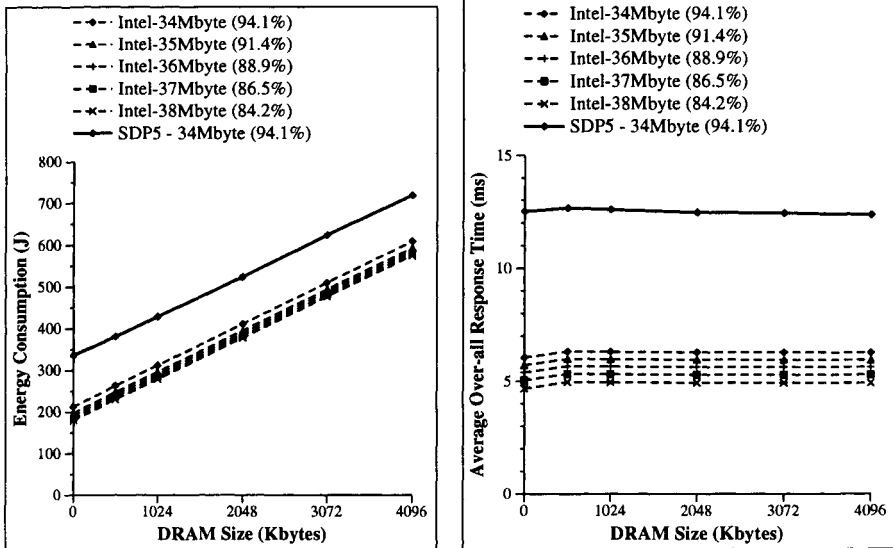 Intel-34Mbyte (94.1%)
Intel-35Mbyte (91.4%)
Intel-36Mbyte (88.9%)
Intel-37Mbyte (86.5%)
Intel-38Mbyte (84.2%)
SDP5 - 34Mbyte (94.1%)
800
700
600
500
400
300
200
100
0
Energy Consumption (J)
0
1024
2048
3072
4096
DRAM Size (Kbytes)
Intel-34Mbyte (94.1%)
Intel-35Mbyte (91.4%)
Intel-36Mbyte (88.9%)
Intel-37Mbyte (86.5%)
Intel-38Mbyte (84.2%)
SDP5 - 34Mbyte (94.1%)
15
10
5
0
Average Over-all Response Time (ms)
0
1024
2048
3072
4096
DRAM Size (Kbytes)